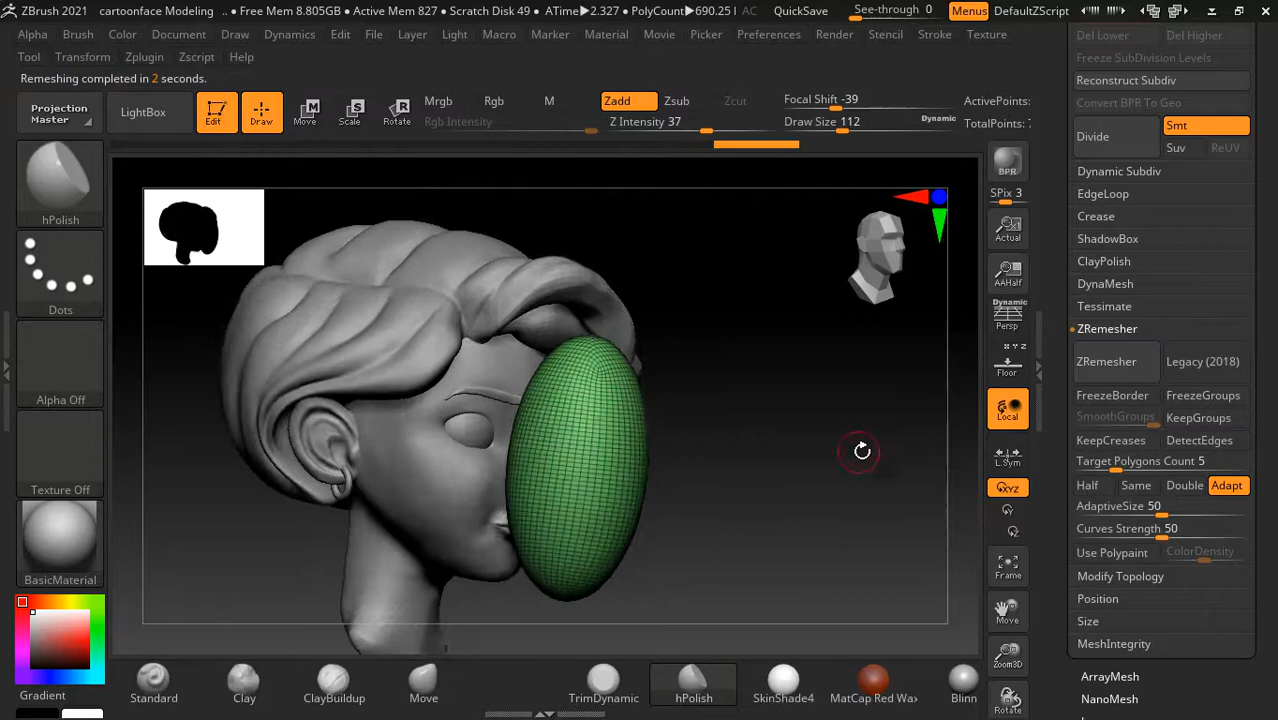 ZBrush 2021 cartoonface Modeling .. • Free Mem 8.805GB • Active Mem 827 • Scratch Disk 49 • ATime▸2.327 • PolyCount▸690.25 I AC QuickSave See-through 0 Menus DefaultZScript
Alpha Brush Color Document Draw Dynamics Edit File Layer Light Macro Marker Material Movie Picker Preferences Render Stencil Stroke Texture
Tool Transform Zplugin Zscript Help
Remeshing completed in 2 seconds.
Projection
Master
LightBox
Edit
Draw
Move
Scale
Rotate
Mrgb Rgb M
Rgb Intensity
Zadd Zsub Zcut
Z Intensity 37
Focal Shift -39
Draw Size 112 Dynamic
ActivePoints:
TotalPoints: 7
hPolish
Dots
Alpha Off
Texture Off
BasicMaterial
Gradient
BPR
SPix 3
Actual
AAHalf
Dynamic
Persp
X Y Z
Floor
Local
L.Sym
XYZ
Y
Z
Frame
Move
Zoom3D
Rotate
Del Lower Del Higher
Freeze SubDivision Levels
Reconstruct Subdiv
Convert BPR To Geo
Divide
Smt
Suv ReUV
Dynamic Subdiv
EdgeLoop
Crease
ShadowBox
ClayPolish
DynaMesh
Tessimate
ZRemesher
ZRemesher Legacy (2018)
FreezeBorder FreezeGroups
SmoothGroups KeepGroups
KeepCreases DetectEdges
Target Polygons Count 5
Half Same Double Adapt
AdaptiveSize 50
Curves Strength 50
Use Polypaint ColorDensity
Modify Topology
Position
Size
MeshIntegrity
ArrayMesh
NanoMesh
Standard Clay ClayBuildup Move TrimDynamic hPolish SkinShade4 MatCap Red Wax Blinn